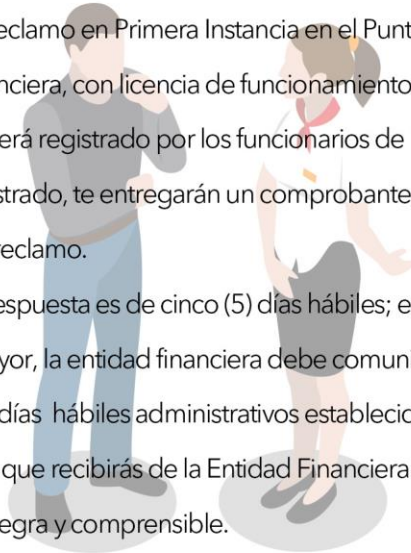 eclamo en Primera Instancia en el Punt
nciera, con licencia de funcionamiento
erá registrado por los funcionarios de
strado, te entregarán un comprobante
reclamo.
espuesta es de cinco (5) días hábiles; e
yor, la entidad financiera debe comuni
días hábiles administrativos establecid
que recibirás de la Entidad Financiera
egra y comprensible.